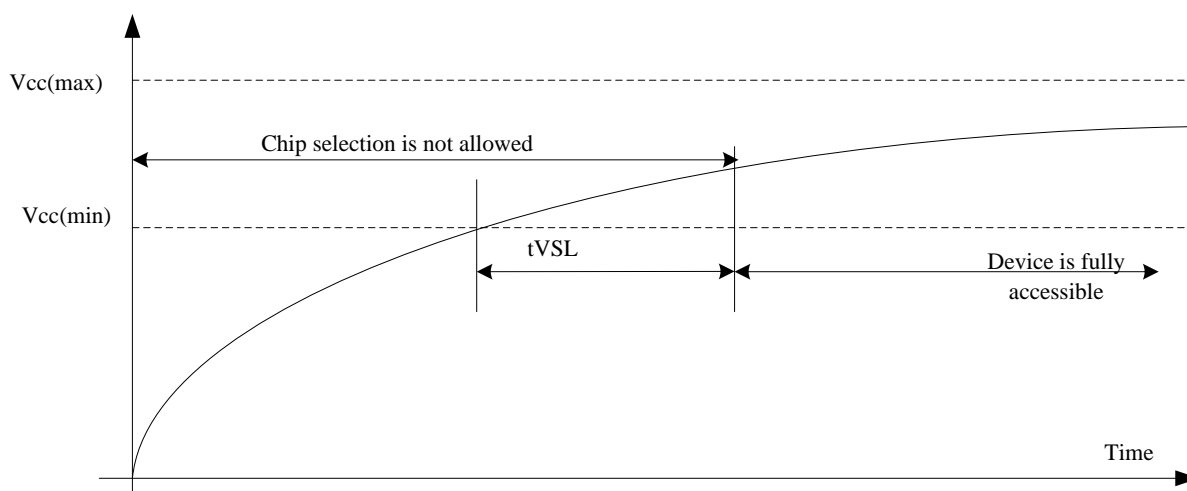 Vcc(max)
Chip selection is not allowed
Vcc(min)
tVSL
Device is fully
accessible
Time